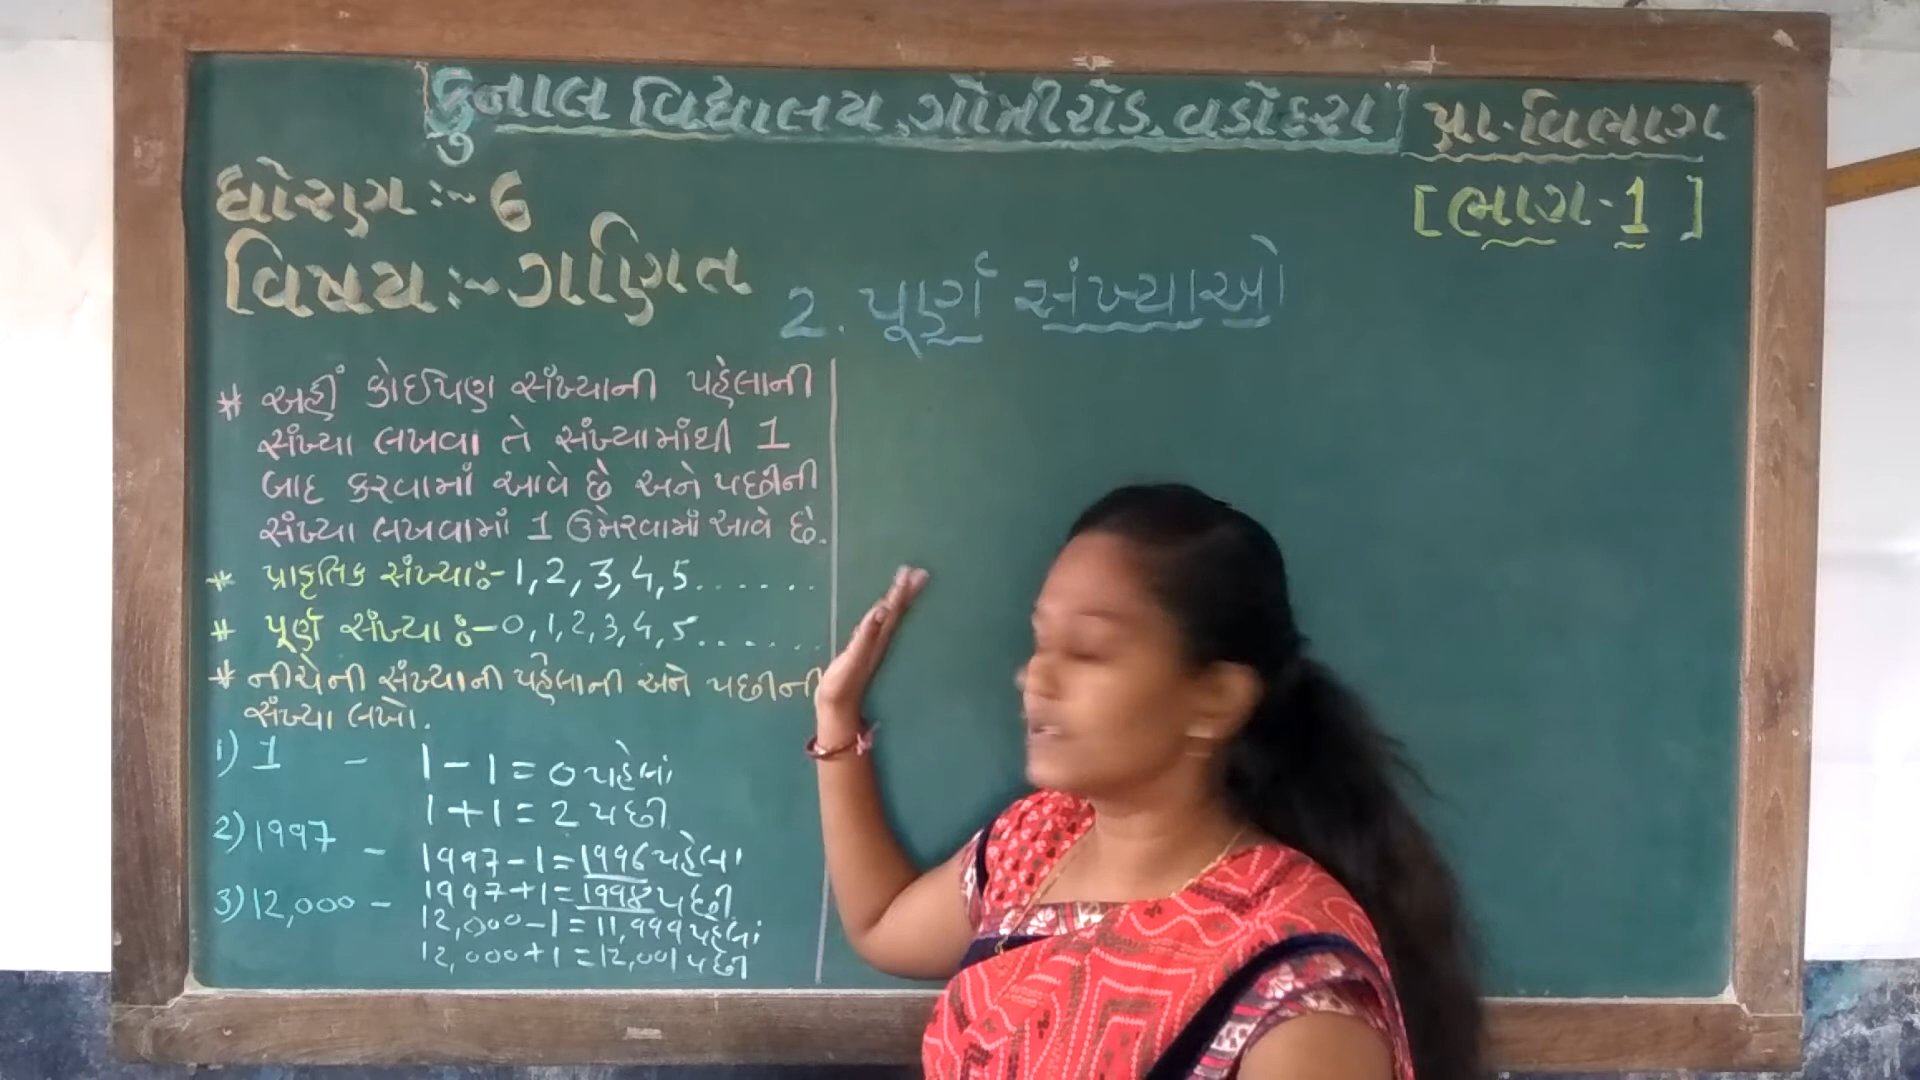 કુનાલ વિદ્યાલય, ગોત્રીરોડ. વડોદરા
પ્રા.વિભાગ
[ભાગ-1]
ધોરણ:~6
વિષય:~ગણિત
2. પૂર્ણ સંખ્યાઓ
* અહીં કોઈપણ સંખ્યાની પહેલાની
સંખ્યા લખવા તે સંખ્યામાંથી 1
બાદ કરવામાં આવે છે અને પછીની
સંખ્યા લખવામાં 1 ઉમેરવામાં આવે છે.
* પ્રાકૃતિક સંખ્યા:-1,2,3,4,5......
* પૂર્ણ સંખ્યા:-0,1,2,3,4,5......
* નીચેની સંખ્યાની પહેલાની અને પછીની
સંખ્યા લખો.
1) 1 - 1-1=0 પહેલાં
1+1=2 પછી
2) 1997 - 1997-1=1996 પહેલા
1997+1=1998 પછી
3) 12,000 - 12,000-1=11,999 પહેલાં
12,000+1=12,001 પછી